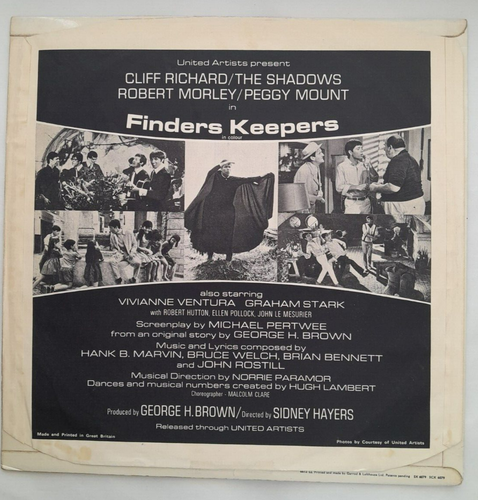 United Artists present
CLIFF RICHARD/THE SHADOWS
ROBERT MORLEY/PEGGY MOUNT
in
Finders Keepers
in colour
also starring
VIVIANNE VENTURA GRAHAM STARK
with ROBERT HUTTON, ELLEN POLLOCK, JOHN LE MESURIER
Screenplay by MICHAEL PERTWEE
from an original story by GEORGE H. BROWN
Music and Lyrics composed by
HANK B. MARVIN, BRUCE WELCH, BRIAN BENNETT
and JOHN ROSTILL
Musical Direction by NORRIE PARAMOR
Dances and musical numbers created by HUGH LAMBERT
Choreographer - MALCOLM CLARE
Produced by GEORGE H. BROWN/Directed by SIDNEY HAYERS
Released through UNITED ARTISTS
Made and Printed in Great Britain
Photos by Courtesy of United Artists